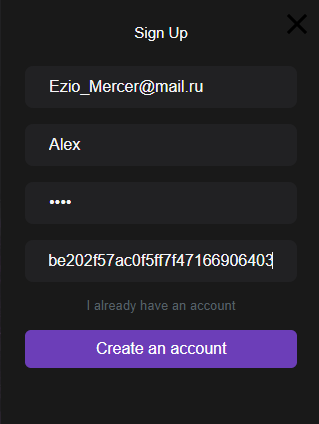 Sign Up
Ezio_Mercer@mail.ru
Alex
••••
be202f57ac0f5ff7f47166906403
I already have an account
Create an account